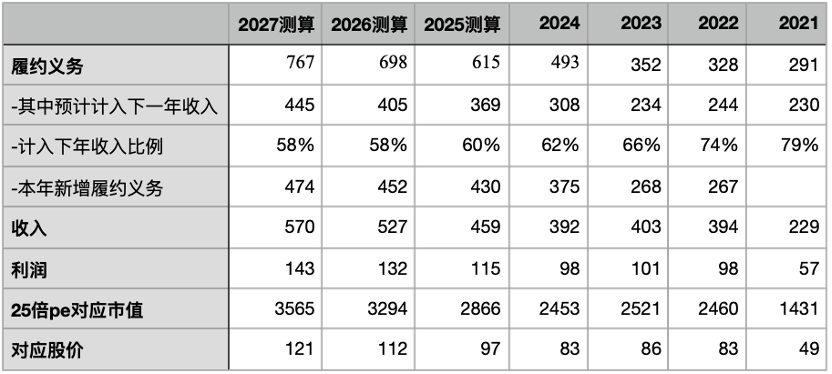 2027测算 2026测算 2025测算 2024 2023 2022 2021
履约义务 767 698 615 493 352 328 291
-其中预计计入下一年收入 445 405 369 308 234 244 230
-计入下年收入比例 58% 58% 60% 62% 66% 74% 79%
-本年新增履约义务 474 452 430 375 268 267
收入 570 527 459 392 403 394 229
利润 143 132 115 98 101 98 57
25倍pe对应市值 3565 3294 2866 2453 2521 2460 1431
对应股价 121 112 97 83 86 83 49